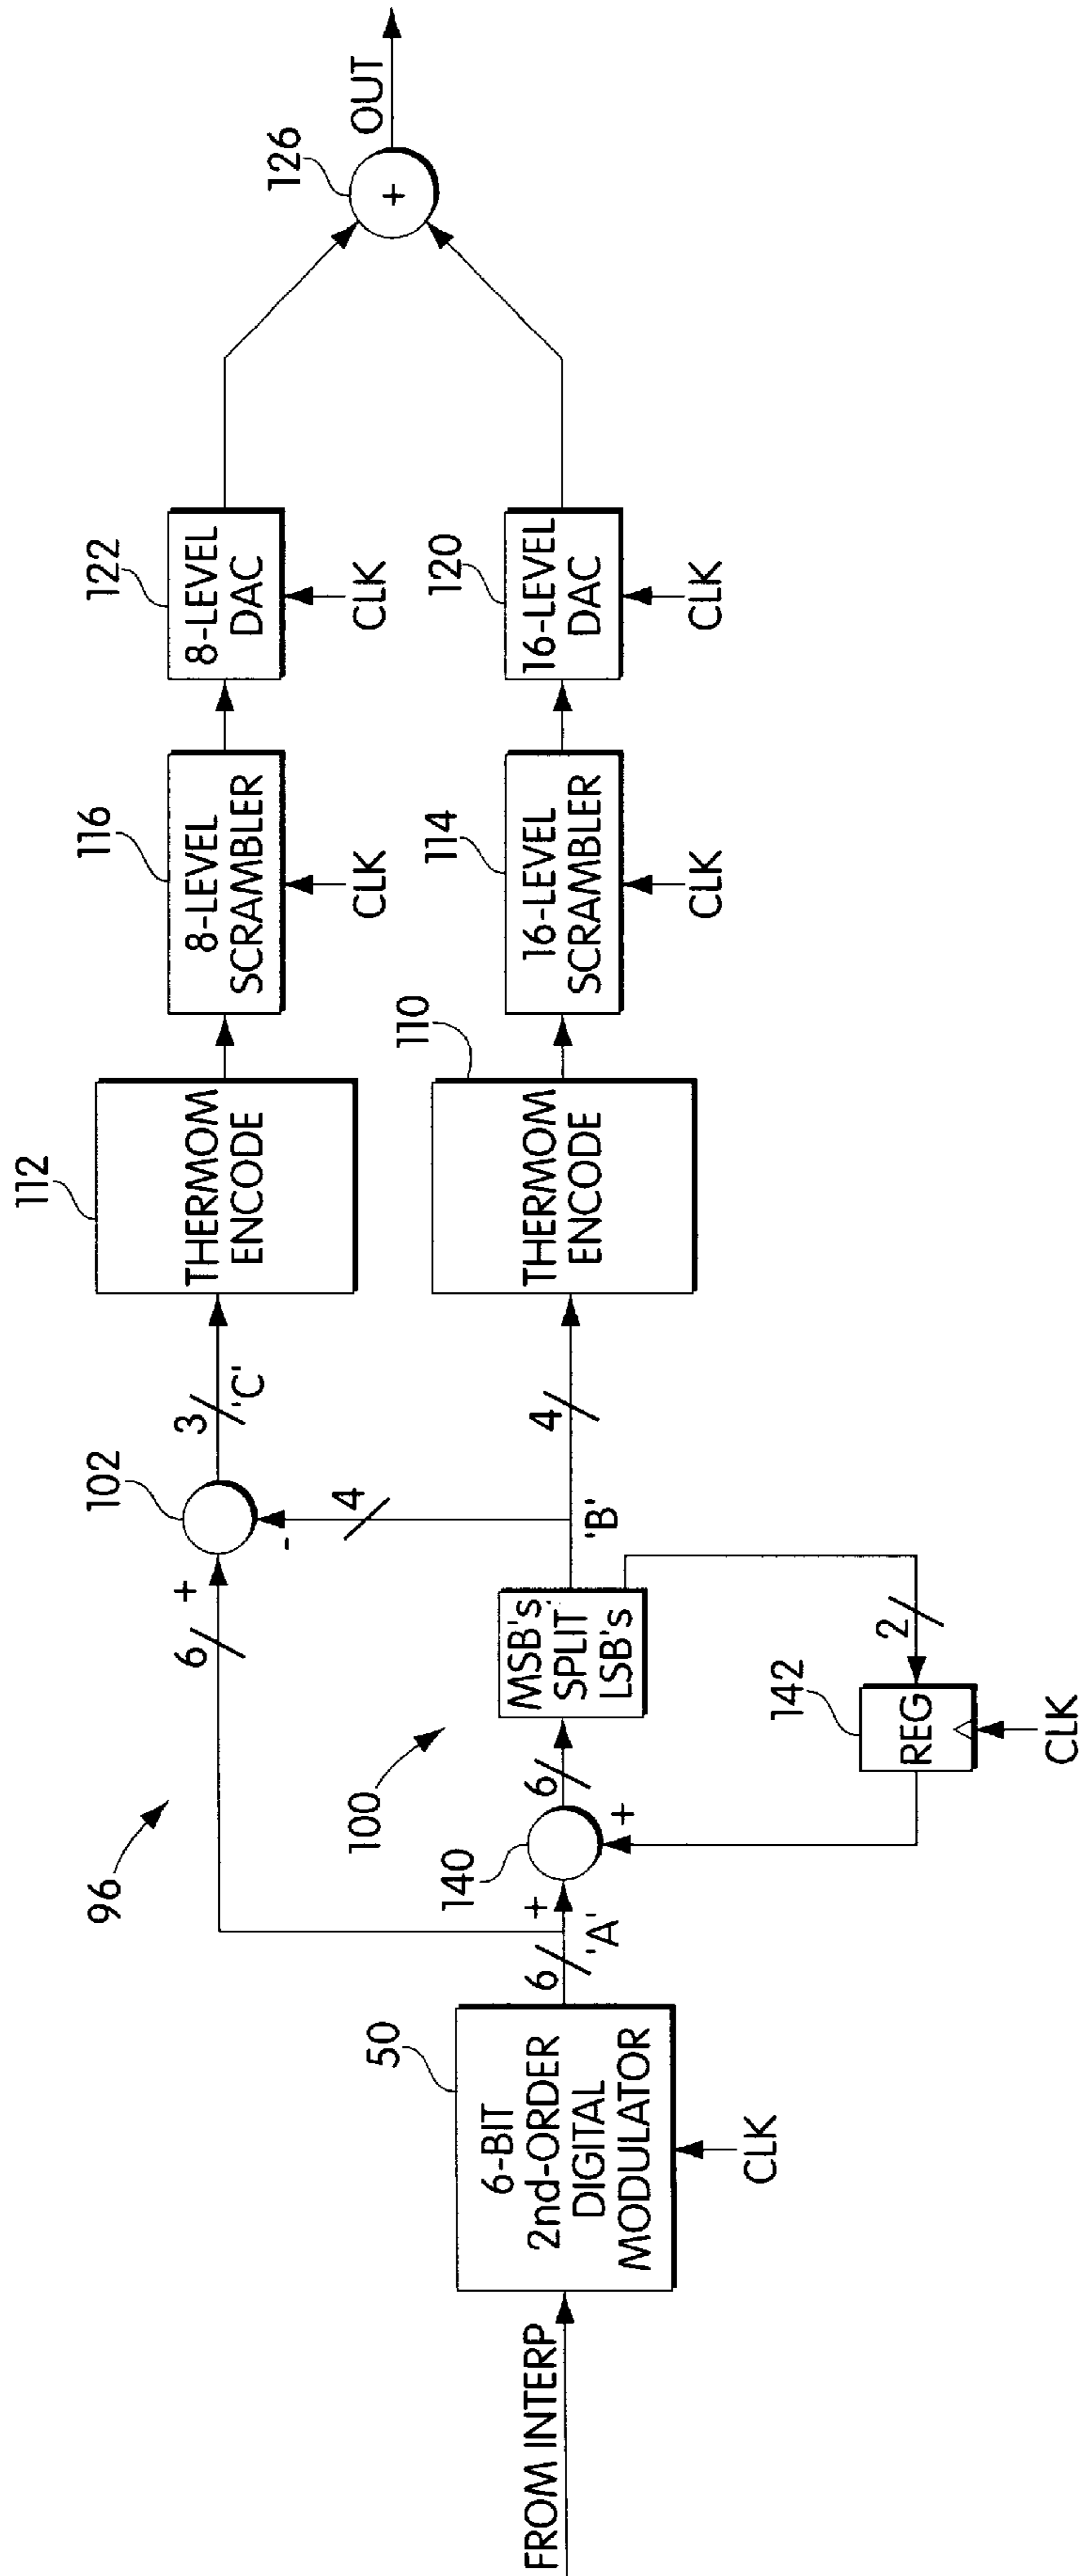 FROM INTERP
50
6-BIT
2nd-ORDER
DIGITAL
MODULATOR
CLK
6
'A'
+
140
+
96
100
6
MSB's
SPLIT
LSB's
142
REG
CLK
2
6
+
-
102
4
'B'
3
'C'
4
112
THERMOM
ENCODE
110
THERMOM
ENCODE
116
8-LEVEL
SCRAMBLER
CLK
114
16-LEVEL
SCRAMBLER
CLK
122
8-LEVEL
DAC
CLK
120
16-LEVEL
DAC
CLK
126
+
OUT